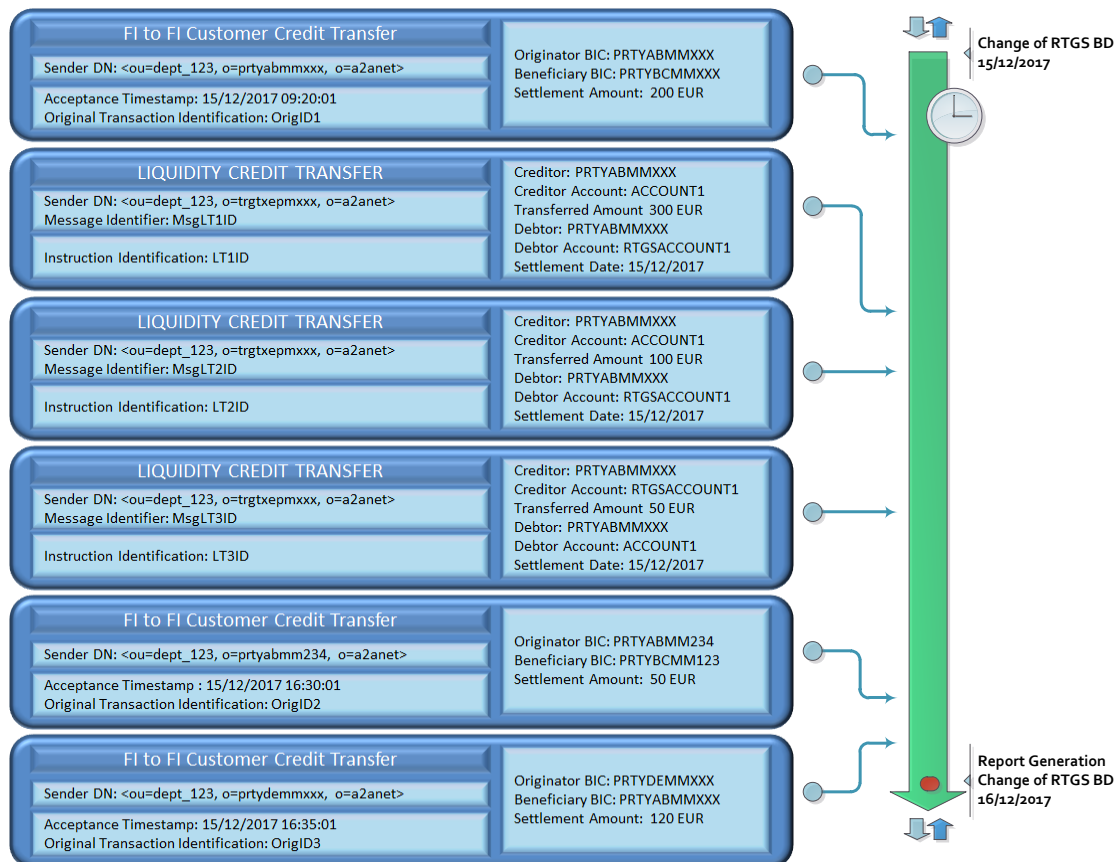 FI to FI Customer Credit Transfer
Sender DN: <ou=dept_123, o=prtyabmmxxx, o=a2anet>
Acceptance Timestamp: 15/12/2017 09:20:01
Original Transaction Identification: OrigID1
Originator BIC: PRTYABMMXXX
Beneficiary BIC: PRTYBCMMXXX
Settlement Amount: 200 EUR
Change of RTGS BD
15/12/2017
LIQUIDITY CREDIT TRANSFER
Sender DN: <ou=dept_123, o=trgtxepmxxx, o=a2anet>
Message Identifier: MsgLT1ID
Instruction Identification: LT1ID
Creditor: PRTYABMMXXX
Creditor Account: ACCOUNT1
Transferred Amount 300 EUR
Debtor: PRTYABMMXXX
Debtor Account: RTGSACCOUNT1
Settlement Date: 15/12/2017
LIQUIDITY CREDIT TRANSFER
Sender DN: <ou=dept_123, o=trgtxepmxxx, o=a2anet>
Message Identifier: MsgLT2ID
Instruction Identification: LT2ID
Creditor: PRTYABMMXXX
Creditor Account: ACCOUNT1
Transferred Amount 100 EUR
Debtor: PRTYABMMXXX
Debtor Account: RTGSACCOUNT1
Settlement Date: 15/12/2017
LIQUIDITY CREDIT TRANSFER
Sender DN: <ou=dept_123, o=trgtxepmxxx, o=a2anet>
Message Identifier: MsgLT3ID
Instruction Identification: LT3ID
Creditor: PRTYABMMXXX
Creditor Account: RTGSACCOUNT1
Transferred Amount 50 EUR
Debtor: PRTYABMMXXX
Debtor Account: ACCOUNT1
Settlement Date: 15/12/2017
FI to FI Customer Credit Transfer
Sender DN: <ou=dept_123, o=prtyabmm234, o=a2anet>
Acceptance Timestamp : 15/12/2017 16:30:01
Original Transaction Identification: OrigID2
Originator BIC: PRTYABMM234
Beneficiary BIC: PRTYBCMM123
Settlement Amount: 50 EUR
FI to FI Customer Credit Transfer
Sender DN: <ou=dept_123, o=prtydemmxxx, o=a2anet>
Acceptance Timestamp: 15/12/2017 16:35:01
Original Transaction Identification: OrigID3
Originator BIC: PRTYDEMMXXX
Beneficiary BIC: PRTYABMMXXX
Settlement Amount: 120 EUR
Report Generation
Change of RTGS BD
16/12/2017